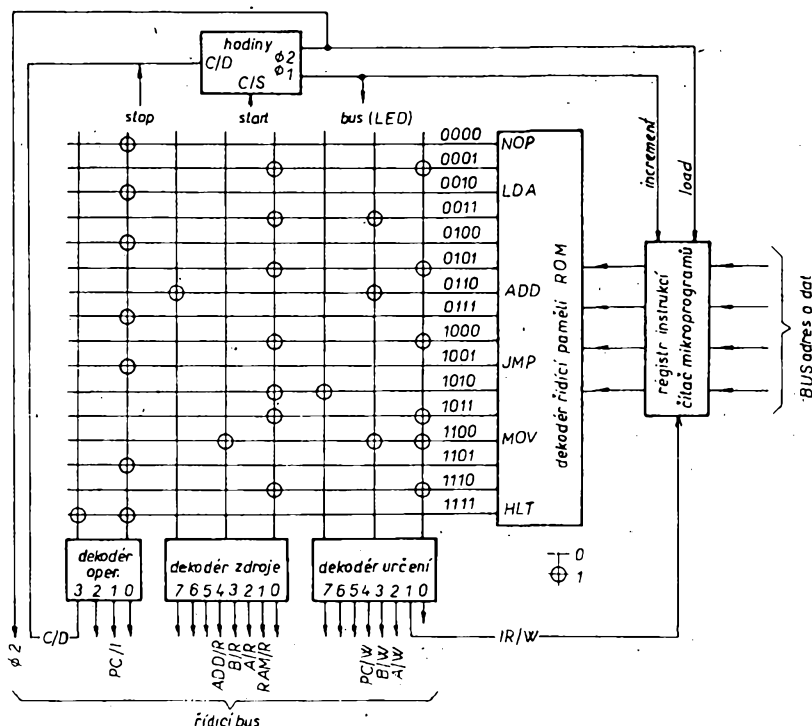 hodiny
C/D
ϕ2
ϕ1
C/S
stop
start
bus (LED)
increment
load
0000
NOP
0001
0010
LDA
0011
0100
0101
0110
ADD
0111
1000
1001
JMP
1010
1011
1100
MOV
1101
1110
1111
HLT
dekodér řídící paměti ROM
registr instrukcí
čítač mikroprogramů
BUS adres a dat
0
1
dekodér
oper.
3 2 1 0
dekodér zdroje
7 6 5 4 3 2 1 0
dekodér určení
7 6 5 4 3 2 1 0
ϕ2
C/D
PC/I
ADD/R
B/R
A/R
RAM/R
PC/W
B/W
A/W
IR/W
řídicí bus